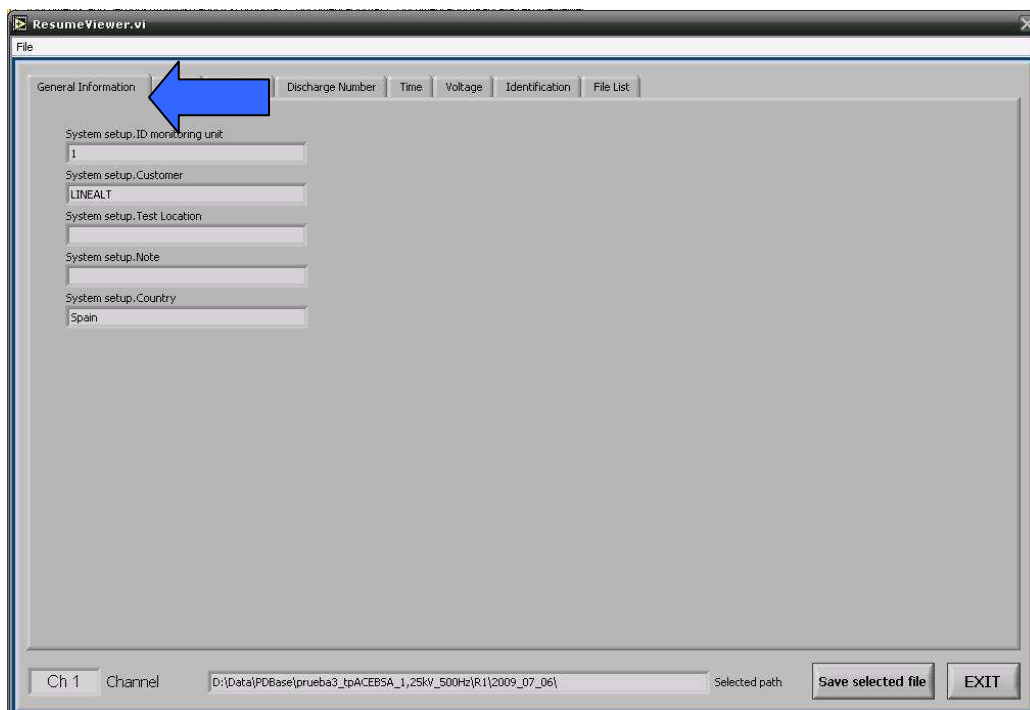 ResumeViewer.vi
File
General Information Discharge Number Time Voltage Identification File List
System setup.ID monitoring unit
1
System setup.Customer
LINEALT
System setup.Test Location
System setup.Note
System setup.Country
Spain
Ch 1 Channel D:\Data\PDBase\prueba3_tpACEBSA_1,25kV_500Hz\R1\2009_07_06\ Selected path Save selected file EXIT